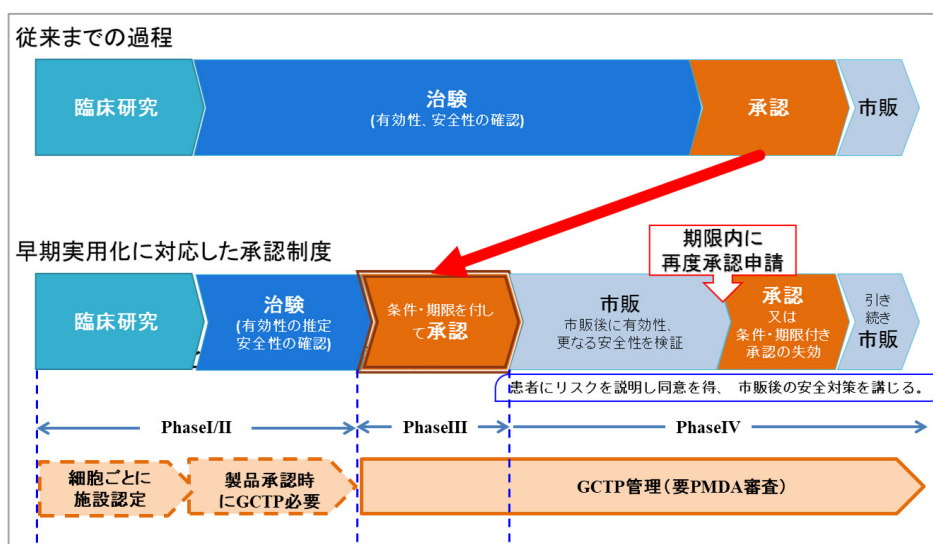 従来までの過程
臨床研究
治験
(有効性、安全性の確認)
承認
市販
早期実用化に対応した承認制度
期限内に
再度承認申請
臨床研究
治験
(有効性の推定
安全性の確認)
条件・期限を付し
て承認
市販
市販後に有効性、
更なる安全性を検証
承認
又は
条件・期限付き
承認の失効
引き
続き
市販
患者にリスクを説明し同意を得、 市販後の安全対策を講じる。
PhaseI/II
PhaseIII
PhaseIV
細胞ごとに
施設認定
製品承認時
にGCTP必要
GCTP管理(要PMDA審査)